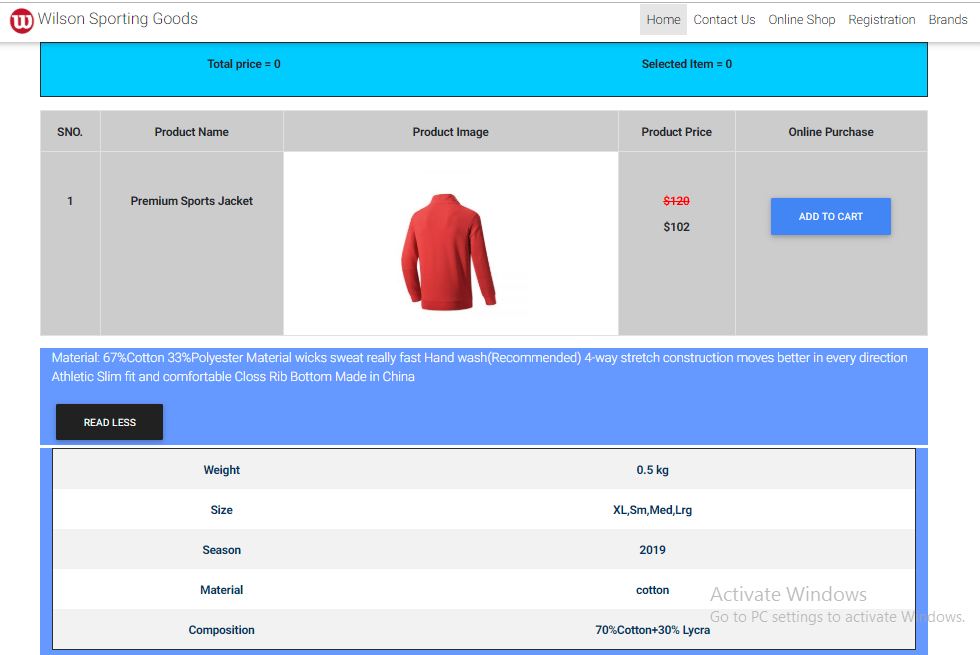 Wilson Sporting Goods Home Contact Us Online Shop Registration Brands
Total price = 0 Selected Item = 0
SNO. Product Name Product Image Product Price Online Purchase
1 Premium Sports Jacket $120
$102
ADD TO CART
Material: 67%Cotton 33%Polyester Material wicks sweat really fast Hand wash(Recommended) 4-way stretch construction moves better in every direction
Athletic Slim fit and comfortable Closs Rib Bottom Made in China
READ LESS
Weight 0.5 kg
Size XL,Sm,Med,Lrg
Season 2019
Material cotton
Composition 70%Cotton+30% Lycra
Activate Windows
Go to PC settings to activate Windows.